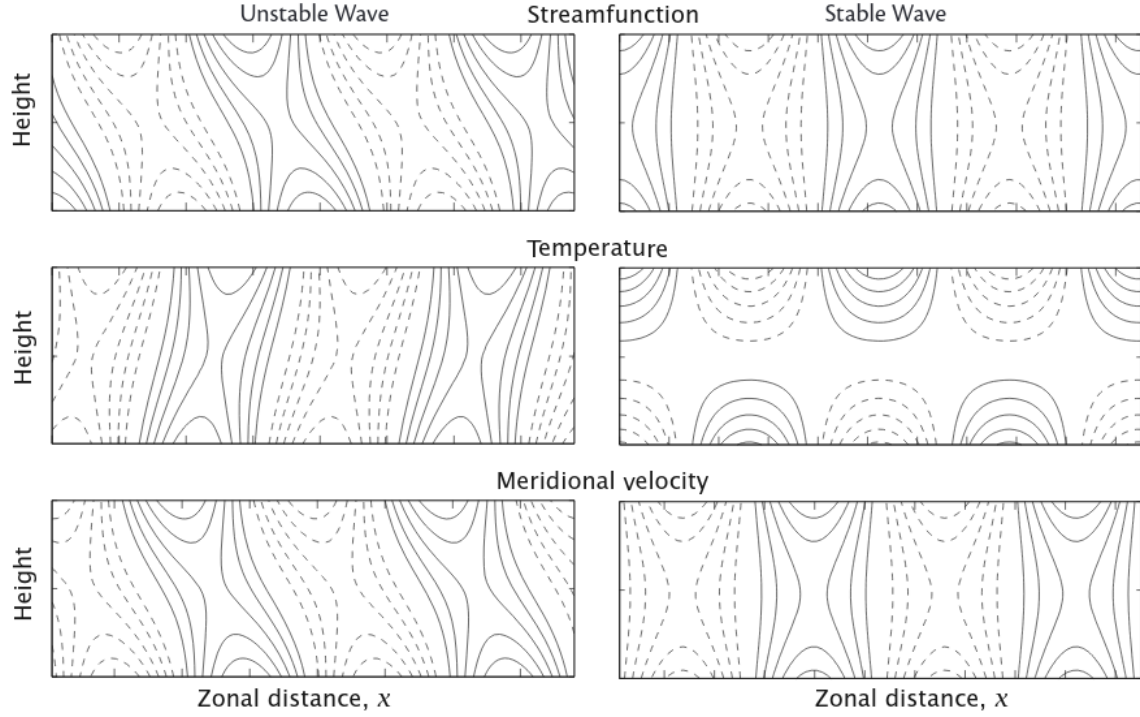 Unstable Wave
Streamfunction
Stable Wave
Height
Temperature
Height
Meridional velocity
Height
Zonal distance, x
Zonal distance, x